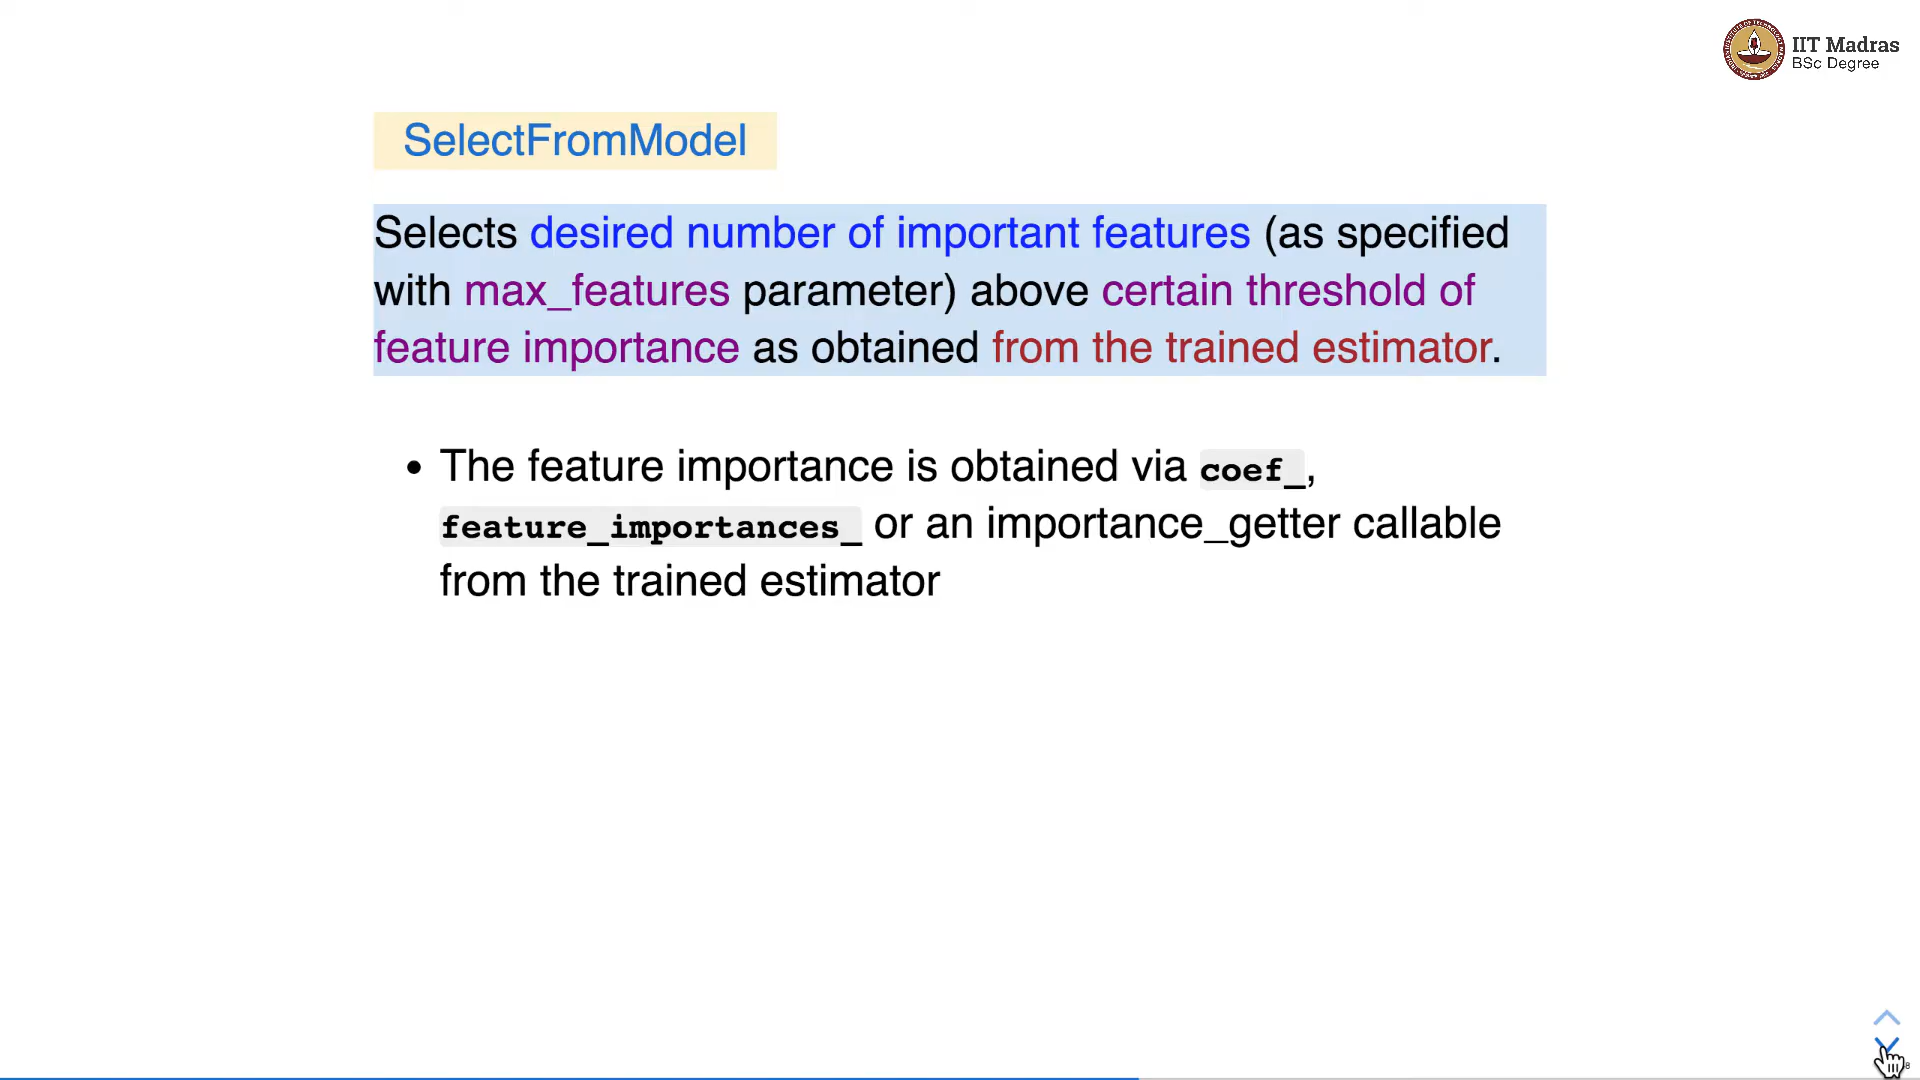 IIT Madras
BSc Degree
SelectFromModel
Selects desired number of important features (as specified
with max_features parameter) above certain threshold of
feature importance as obtained from the trained estimator.
• The feature importance is obtained via coef_,
feature_importances_ or an importance_getter callable
from the trained estimator